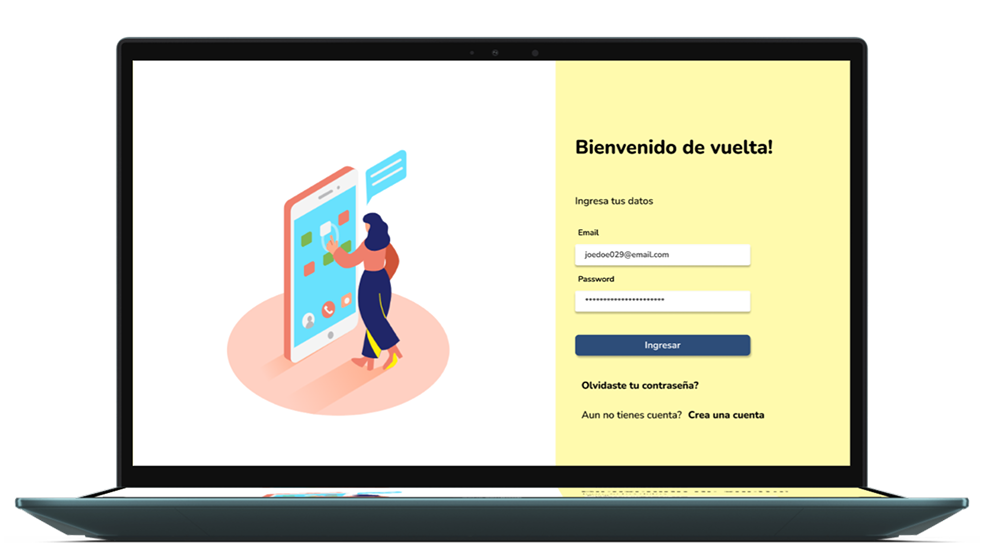 Bienvenido de vuelta!
Ingresa tus datos
Email
joedoe029@email.com
Password
**********************
Ingresar
Olvidaste tu contraseña?
Aun no tienes cuenta? Crea una cuenta